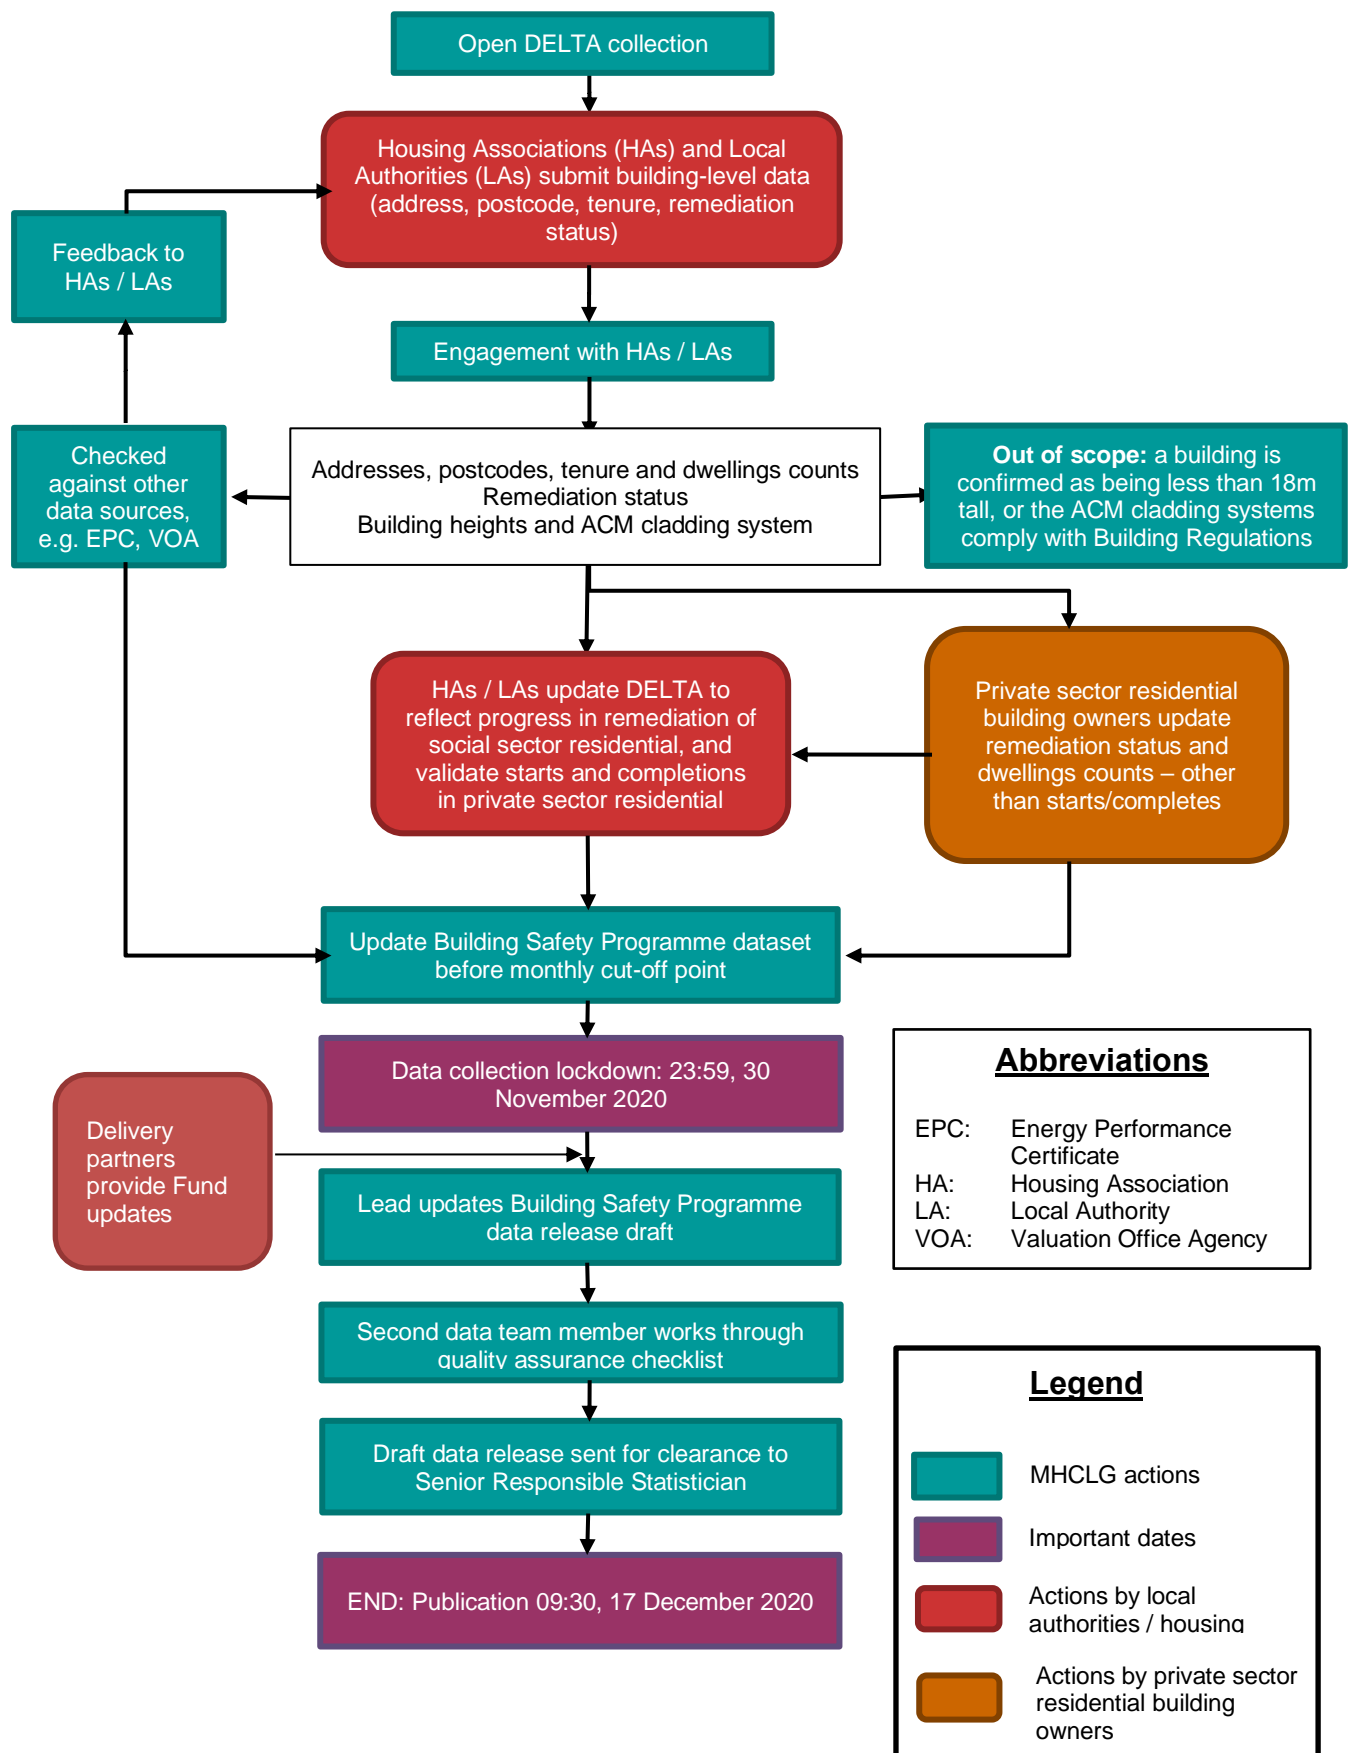 Open DELTA collection
Housing Associations (HAs) and Local
Authorities (LAs) submit building-level data
(address, postcode, tenure, remediation
status)
Feedback to
HAs / LAs
Engagement with HAs / LAs
Checked
against other
data sources,
e.g. EPC, VOA
Addresses, postcodes, tenure and dwellings counts
Remediation status
Building heights and ACM cladding system
Out of scope: a building is
confirmed as being less than 18m
tall, or the ACM cladding systems
comply with Building Regulations
HAs / LAs update DELTA to
reflect progress in remediation of
social sector residential, and
validate starts and completions
in private sector residential
Private sector residential
building owners update
remediation status and
dwellings counts – other
than starts/completes
Update Building Safety Programme dataset
before monthly cut-off point
Data collection lockdown: 23:59, 30
November 2020
Delivery
partners
provide Fund
updates
Lead updates Building Safety Programme
data release draft
Second data team member works through
quality assurance checklist
Draft data release sent for clearance to
Senior Responsible Statistician
END: Publication 09:30, 17 December 2020
Abbreviations
EPC: Energy Performance
Certificate
HA: Housing Association
LA: Local Authority
VOA: Valuation Office Agency
Legend
MHCLG actions
Important dates
Actions by local
authorities / housing
Actions by private sector
residential building
owners